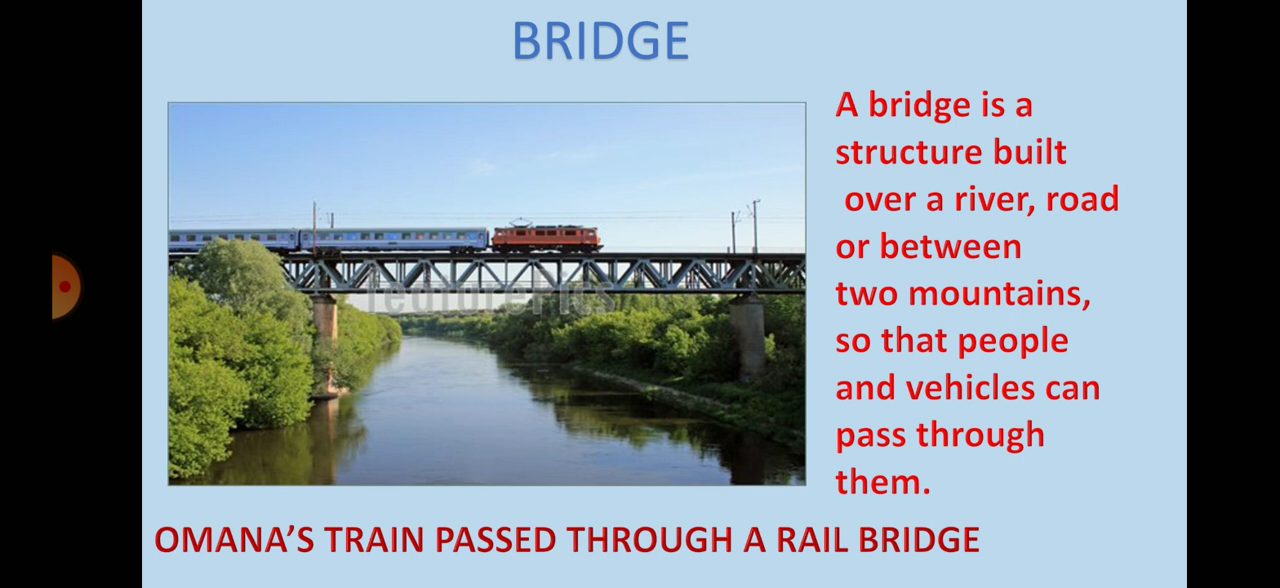 BRIDGE
A bridge is a
structure built
over a river, road
or between
two mountains,
so that people
and vehicles can
pass through
them.
OMANA'S TRAIN PASSED THROUGH A RAIL BRIDGE